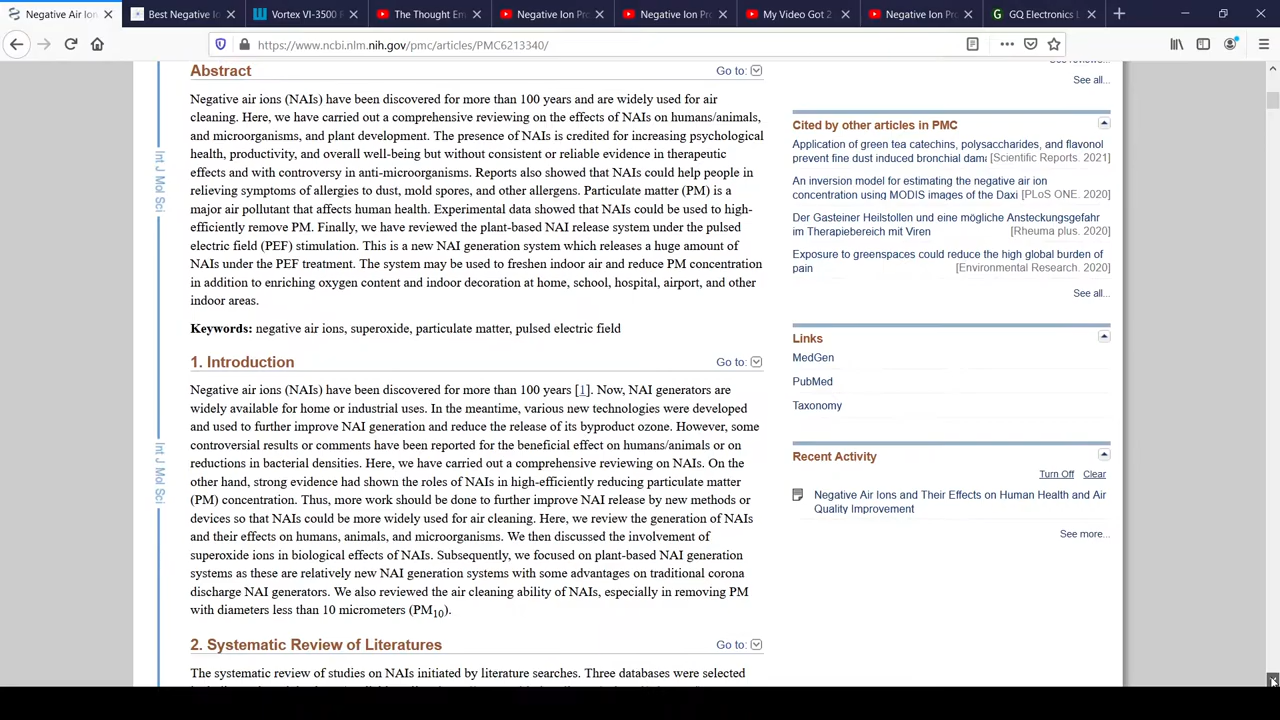 Negative Air Ion
Best Negative Io
Vortex VI-3500 F
The Thought Em
Negative Ion Pro
Negative Ion Pro
My Video Got Z
Negative Ion Pro
GQ Electronics L
https://www.ncbi.nlm.nih.gov/pmc/articles/PMC6213340/
Abstract
Go to:
Negative air ions (NAIs) have been discovered for more than 100 years and are widely used for air
cleaning. Here, we have carried out a comprehensive reviewing on the effects of NAIs on humans/animals,
and microorganisms, and plant development. The presence of NAIs is credited for increasing psychological
health, productivity, and overall well-being but without consistent or reliable evidence in therapeutic
effects and with controversy in anti-microorganisms. Reports also showed that NAIs could help people in
relieving symptoms of allergies to dust, mold spores, and other allergens. Particulate matter (PM) is a
major air pollutant that affects human health. Experimental data showed that NAIs could be used to high-
efficiently remove PM. Finally, we have reviewed the plant-based NAI release system under the pulsed
electric field (PEF) stimulation. This is a new NAI generation system which releases a huge amount of
NAIs under the PEF treatment. The system may be used to freshen indoor air and reduce PM concentration
in addition to enriching oxygen content and indoor decoration at home, school, hospital, airport, and other
indoor areas.
Keywords: negative air ions, superoxide, particulate matter, pulsed electric field
1. Introduction
Go to:
Negative air ions (NAIs) have been discovered for more than 100 years [1]. Now, NAI generators are
widely available for home or industrial uses. In the meantime, various new technologies were developed
and used to further improve NAI generation and reduce the release of its byproduct ozone. However, some
controversial results or comments have been reported for the beneficial effect on humans/animals or on
reductions in bacterial densities. Here, we have carried out a comprehensive reviewing on NAIs. On the
other hand, strong evidence had shown the roles of NAIs in high-efficiently reducing particulate matter
(PM) concentration. Thus, more work should be done to further improve NAI release by new methods or
devices so that NAIs could be more widely used for air cleaning. Here, we review the generation of NAIs
and their effects on humans, animals, and microorganisms. We then discussed the involvement of
superoxide ions in biological effects of NAIs. Subsequently, we focused on plant-based NAI generation
systems as these are relatively new NAI generation systems with some advantages on traditional corona
discharge NAI generators. We also reviewed the air cleaning ability of NAIs, especially in removing PM
with diameters less than 10 micrometers (PM10).
2. Systematic Review of Literatures
Go to:
The systematic review of studies on NAIs initiated by literature searches. Three databases were selected
Int J Mol Sci
Int J Mol Sci
See reviews...
See all...
Cited by other articles in PMC
Application of green tea catechins, polysaccharides, and flavonol
prevent fine dust induced bronchial dama [Scientific Reports. 2021]
An inversion model for estimating the negative air ion
concentration using MODIS images of the Daxi [PLoS ONE. 2020]
Der Gasteiner Heilstollen und eine mögliche Ansteckungsgefahr
im Therapiebereich mit Viren [Rheuma plus. 2020]
Exposure to greenspaces could reduce the high global burden of
pain [Environmental Research. 2020]
See all...
Links
MedGen
PubMed
Taxonomy
Recent Activity
Turn Off Clear
Negative Air Ions and Their Effects on Human Health and Air
Quality Improvement
See more...